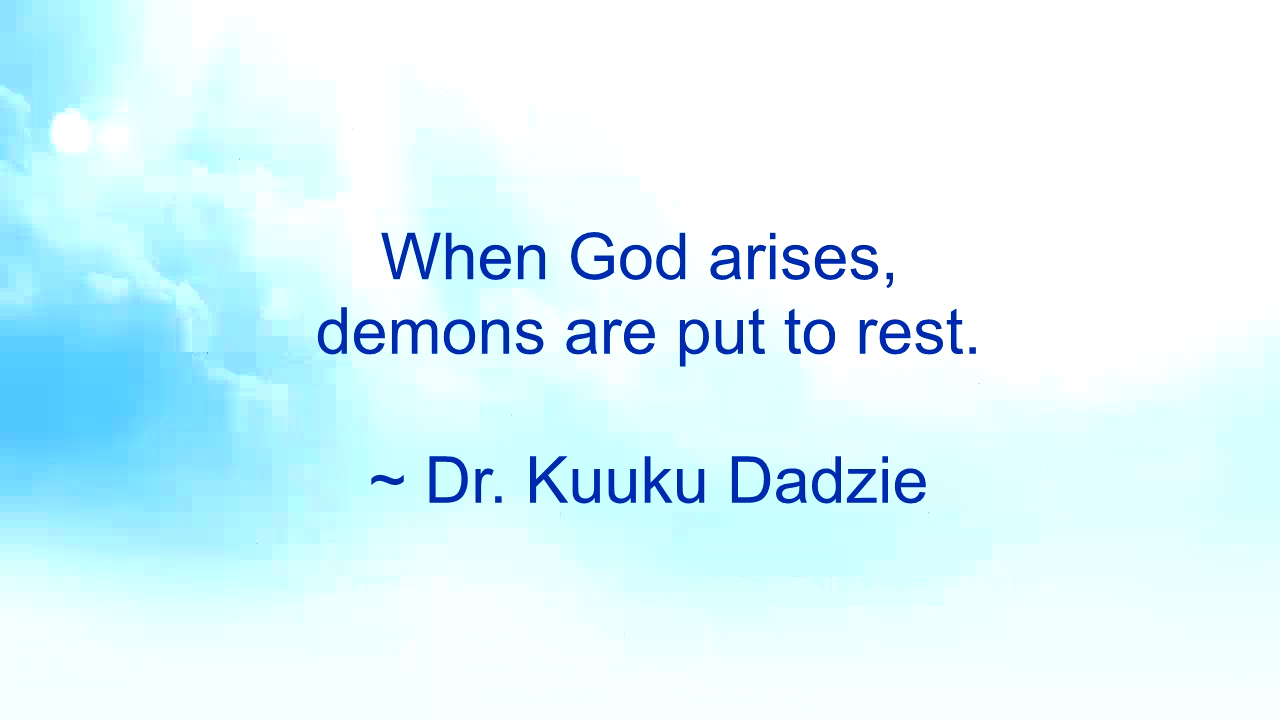 When God arises,
demons are put to rest.
~ Dr. Kuuku Dadzie